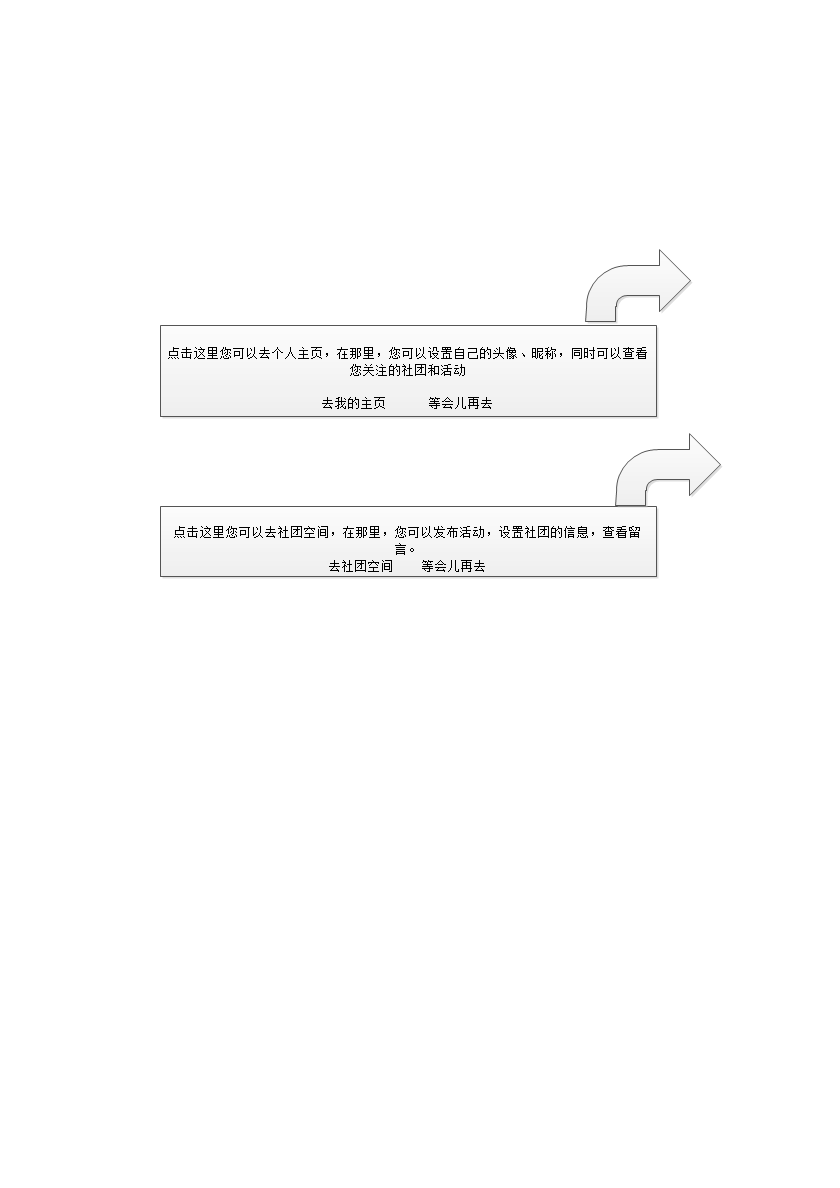 点击这里您可以去个人主页，在那里，您可以设置自己的头像、昵称，同时可以查看
您关注的社团和活动
去我的主页 等会儿再去
点击这里您可以去社团空间，在那里，您可以发布活动，设置社团的信息，查看留
言。
去社团空间 等会儿再去